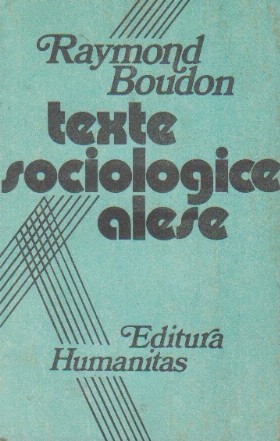 Raymond
Boudon
texte
sociologice
alese
Editura
Humanitas